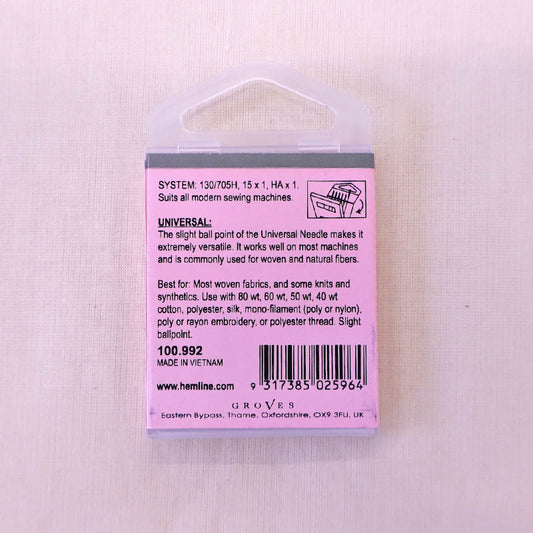 SYSTEM: 130/705H, 15 x 1, HA x 1.
Suits all modern sewing machines.
UNIVERSAL:
The slight ball point of the Universal Needle makes it
extremely versatile. It works well on most machines
and is commonly used for woven and natural fibers.
Best for: Most woven fabrics, and some knits and
synthetics. Use with 80 wt, 60 wt, 50 wt, 40 wt
cotton, polyester, silk, mono-filament (poly or nylon),
poly or rayon embroidery, or polyester thread. Slight
ballpoint.
100.992
MADE IN VIETNAM
www.hemline.com
9 317385 025964
GROVES
Eastern Bypass, Thame, Oxfordshire, OX9 3FU, UK